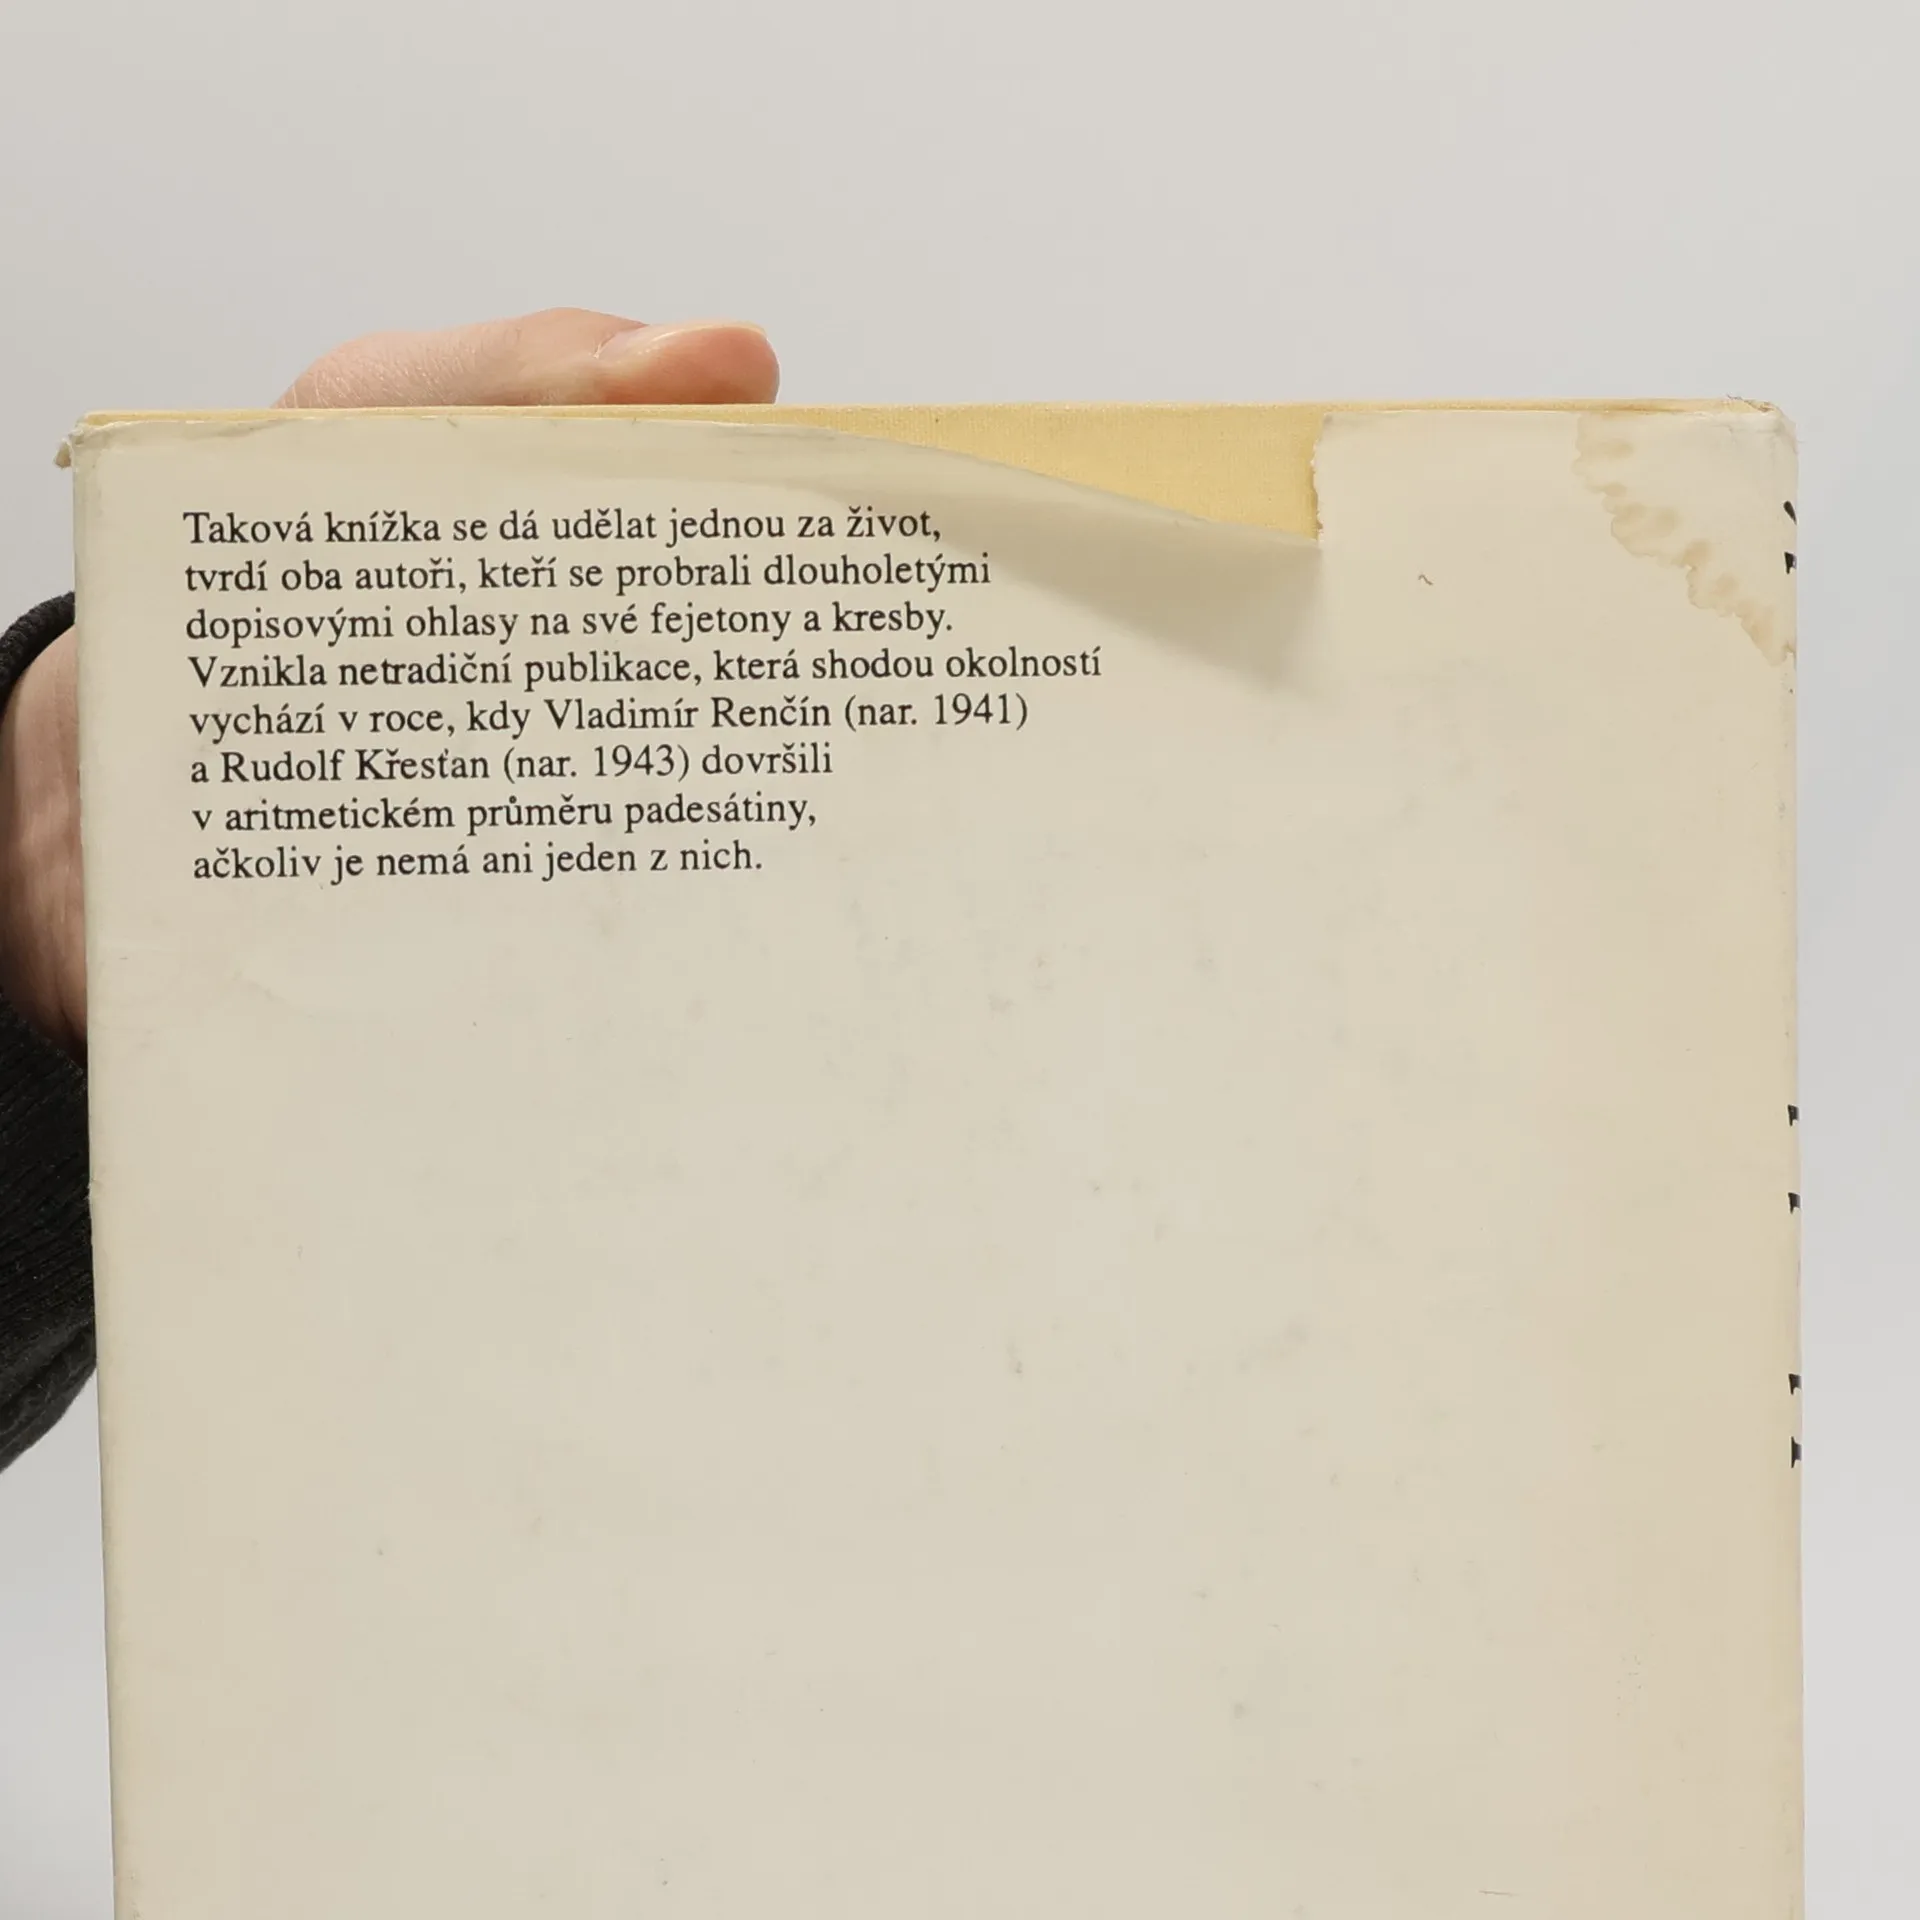 Taková knížka se dá udělat jednou za život,
tvrdí oba autoři, kteří se probrali dlouholetými
dopisovými ohlasy na své fejetony a kresby.
Vznikla netradiční publikace, která shodou okolností
vychází v roce, kdy Vladimír Renčín (nar. 1941)
a Rudolf Křesťan (nar. 1943) dovršili
v aritmetickém průměru padesátiny,
ačkoliv je nemá ani jeden z nich.